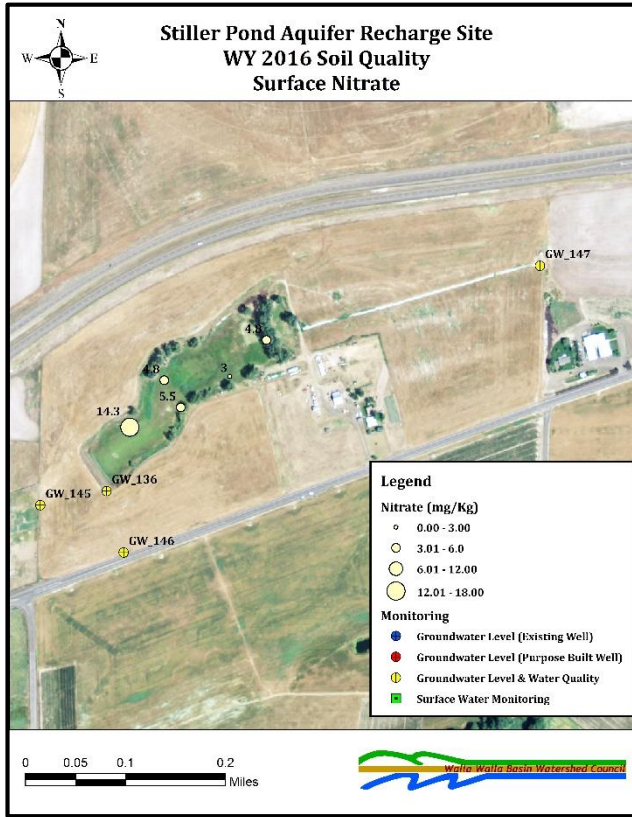 Stiller Pond Aquifer Recharge Site
WY 2016 Soil Quality
Surface Nitrate
N
W E
S
GW_147
4.8
4.8
3
5.5
14.3
GW_136
GW_145
GW_146
Legend
Nitrate (mg/Kg)
0.00 - 3.00
3.01 - 6.0
6.01 - 12.00
12.01 - 18.00
Monitoring
Groundwater Level (Existing Well)
Groundwater Level (Purpose Built Well)
Groundwater Level & Water Quality
Surface Water Monitoring
0 0.05 0.1 0.2
Miles
Walla Walla Basin Watershed Council